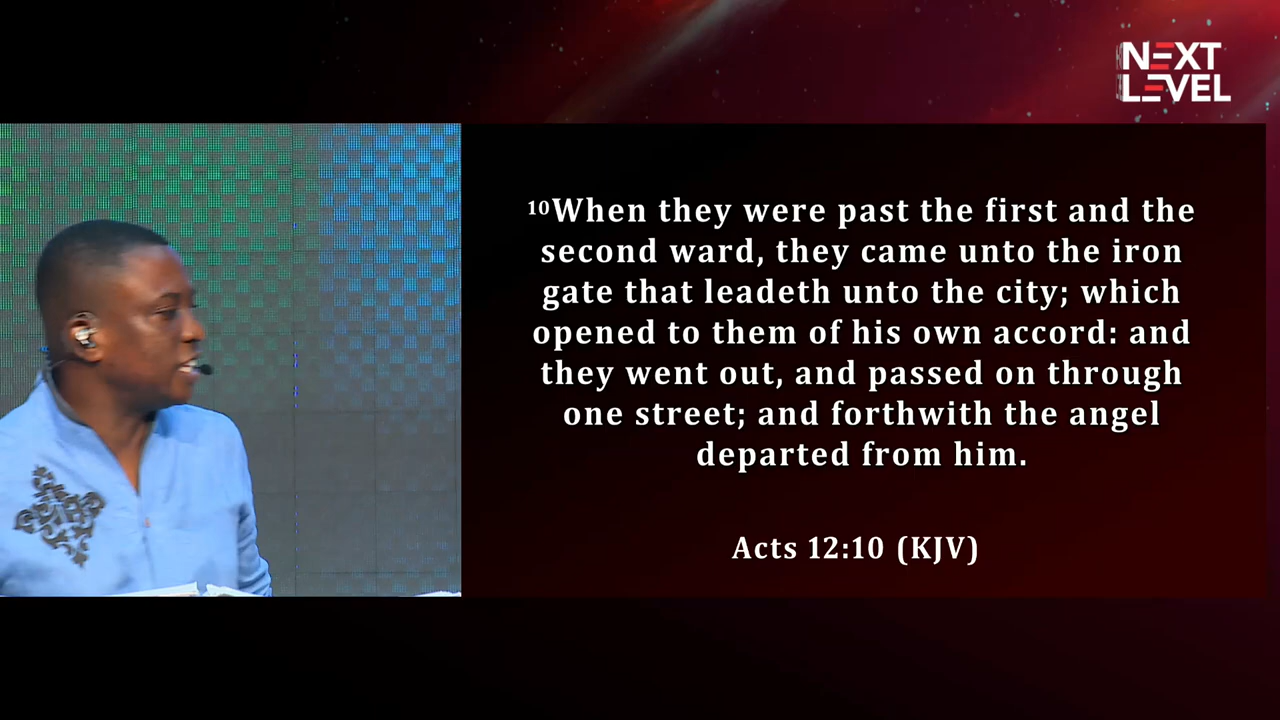 NEXT
LEVEL
¹⁰When they were past the first and the
second ward, they came unto the iron
gate that leadeth unto the city; which
opened to them of his own accord: and
they went out, and passed on through
one street; and forthwith the angel
departed from him.
Acts 12:10 (KJV)